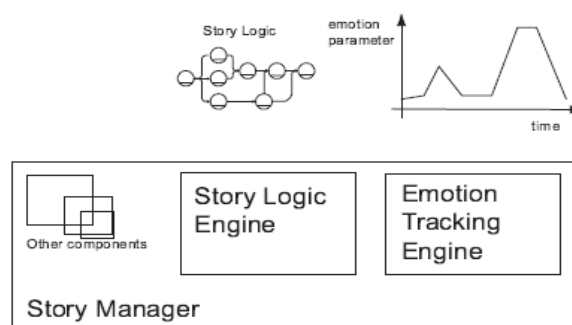 Story Logic
emotion
parameter
time
Other components
Story Logic
Engine
Emotion
Tracking
Engine
Story Manager